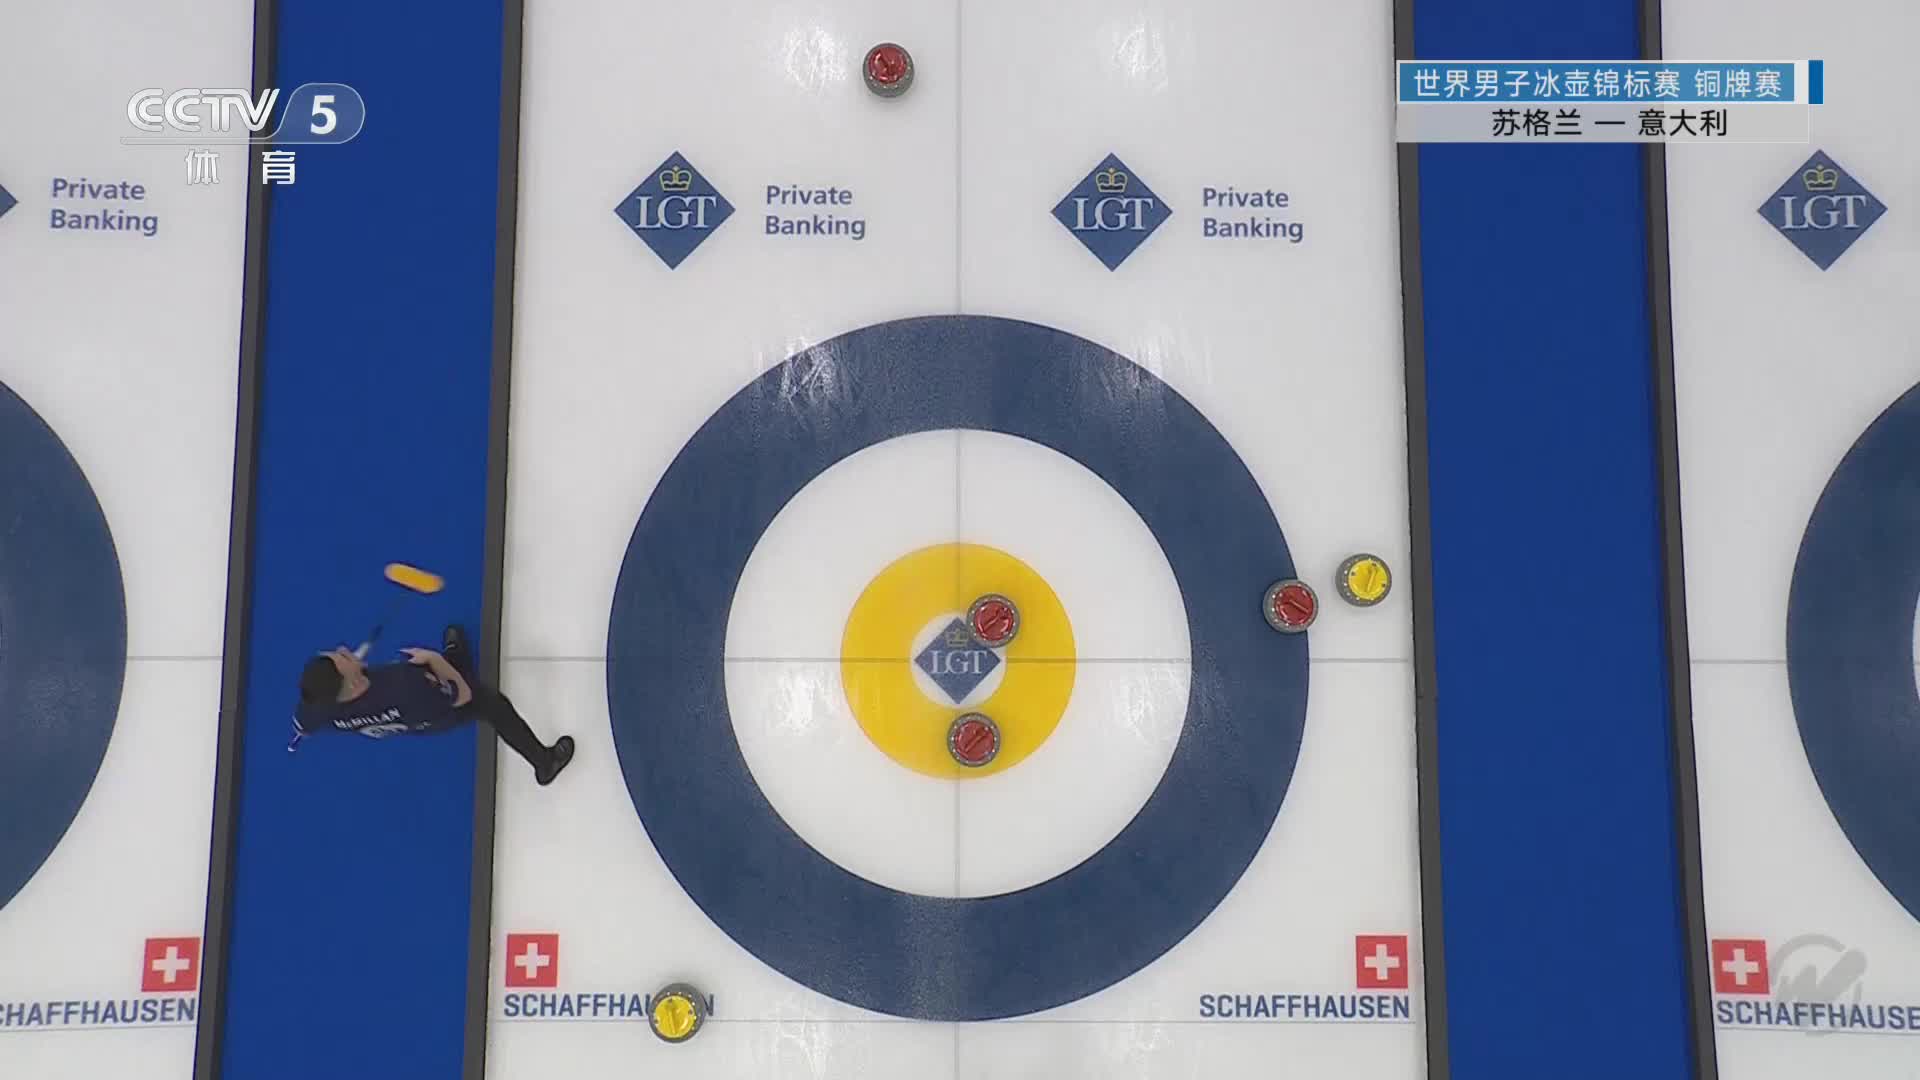 CCTV 5
体育
世界男子冰壶锦标赛 铜牌赛
苏格兰 — 意大利
Private
Banking
LGT
Private
Banking
LGT
Private
Banking
LGT
LGT
McMILLAN
SCHAFFHAUSEN
SCHAFFHAUSEN